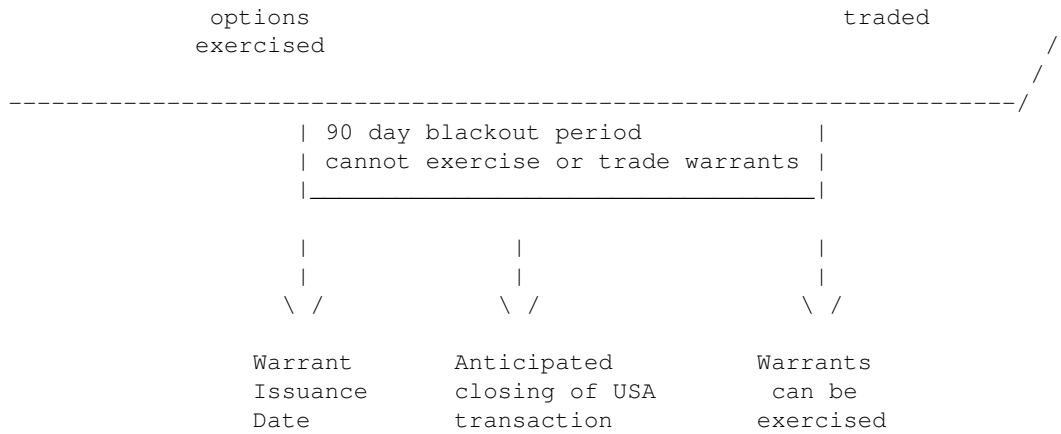 options traded
exercised
90 day blackout period
cannot exercise or trade warrants
Warrant Anticipated Warrants
Issuance closing of USA can be
Date transaction exercised